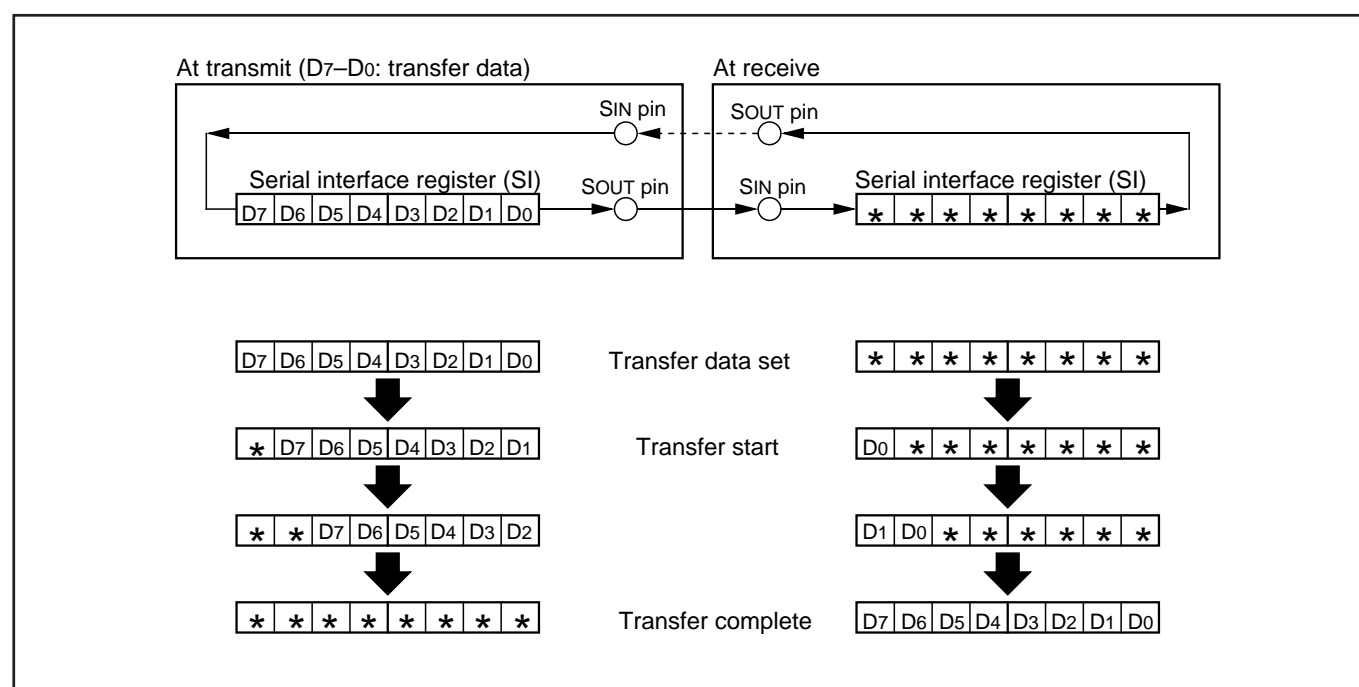 At transmit (D7–D0: transfer data) At receive
SIN pin SOUT pin
Serial interface register (SI) SOUT pin SIN pin Serial interface register (SI)
D7 D6 D5 D4 D3 D2 D1 D0 * * * * * * * *
D7 D6 D5 D4 D3 D2 D1 D0 Transfer data set * * * * * * * *
* D7 D6 D5 D4 D3 D2 D1 Transfer start D0 * * * * * * *
* * D7 D6 D5 D4 D3 D2 D1 D0 * * * * * *
* * * * * * * * Transfer complete D7 D6 D5 D4 D3 D2 D1 D0